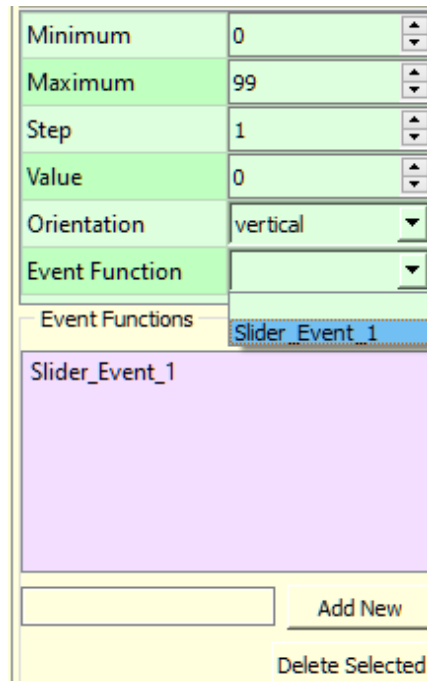 Minimum 0
Maximum 99
Step 1
Value 0
Orientation vertical
Event Function
Event Functions
Slider_Event_1
Slider_Event_1
Add New
Delete Selected